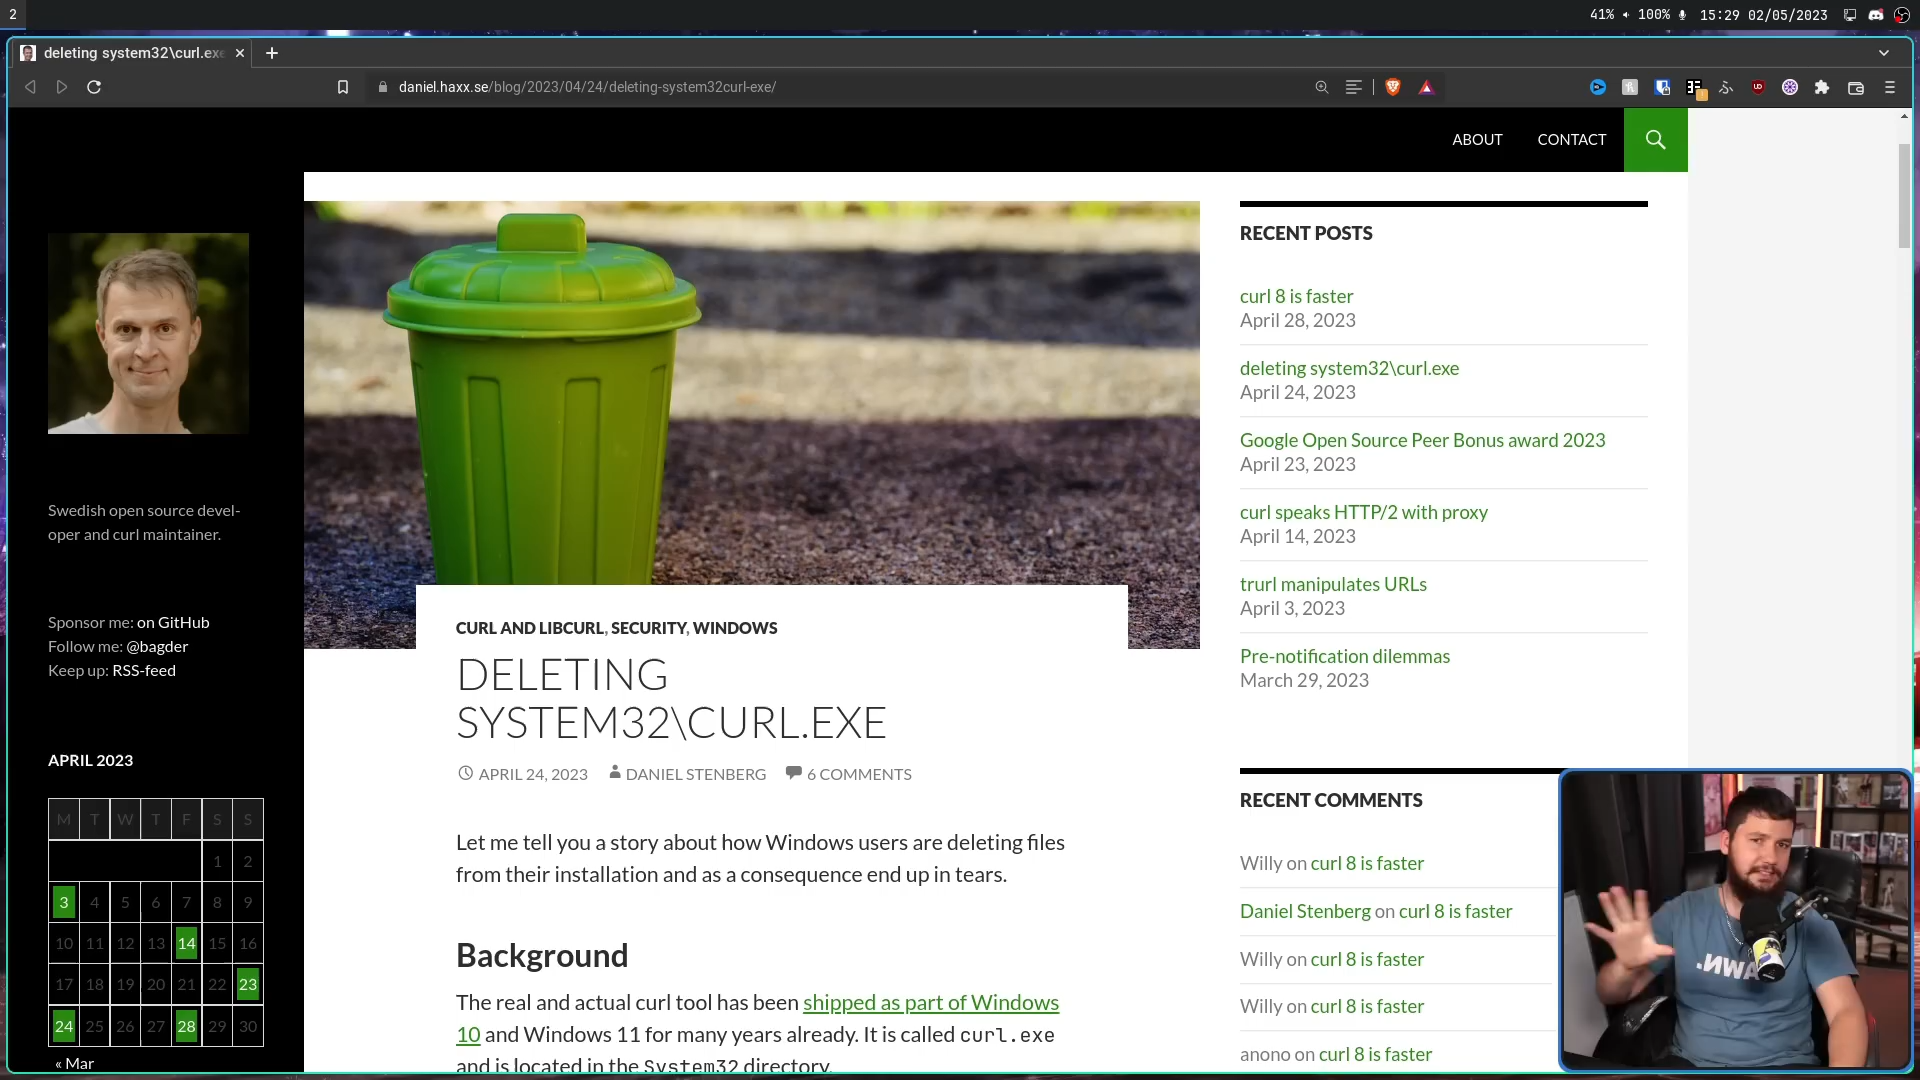 2
41% 100% 15:29 02/05/2023
deleting system32\curl.exe
daniel.haxx.se/blog/2023/04/24/deleting-system32curl-exe/
ABOUT CONTACT
Swedish open source devel-
oper and curl maintainer.
Sponsor me: on GitHub
Follow me: @bagder
Keep up: RSS-feed
APRIL 2023
M T W T F S S
1 2
3 4 5 6 7 8 9
10 11 12 13 14 15 16
17 18 19 20 21 22 23
24 25 26 27 28 29 30
« Mar
CURL AND LIBCURL, SECURITY, WINDOWS
DELETING
SYSTEM32\CURL.EXE
APRIL 24, 2023 DANIEL STENBERG 6 COMMENTS
Let me tell you a story about how Windows users are deleting files
from their installation and as a consequence end up in tears.
Background
The real and actual curl tool has been shipped as part of Windows
10 and Windows 11 for many years already. It is called curl.exe
and is located in the System32 directory.
RECENT POSTS
curl 8 is faster
April 28, 2023
deleting system32\curl.exe
April 24, 2023
Google Open Source Peer Bonus award 2023
April 23, 2023
curl speaks HTTP/2 with proxy
April 14, 2023
trurl manipulates URLs
April 3, 2023
Pre-notification dilemmas
March 29, 2023
RECENT COMMENTS
Willy on curl 8 is faster
Daniel Stenberg on curl 8 is faster
Willy on curl 8 is faster
Willy on curl 8 is faster
anono on curl 8 is faster